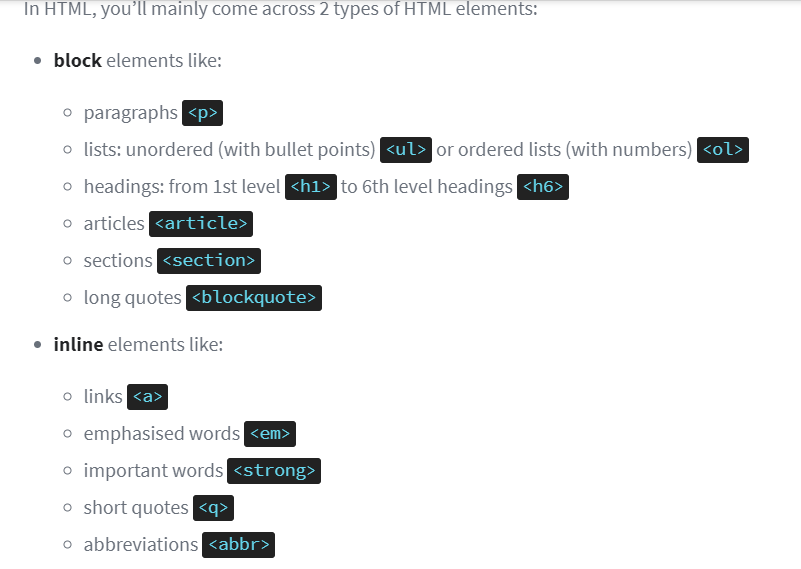 In HTML, you’ll mainly come across 2 types of HTML elements:
block elements like:
paragraphs <p>
lists: unordered (with bullet points) <ul> or ordered lists (with numbers) <ol>
headings: from 1st level <h1> to 6th level headings <h6>
articles <article>
sections <section>
long quotes <blockquote>
inline elements like:
links <a>
emphasised words <em>
important words <strong>
short quotes <q>
abbreviations <abbr>